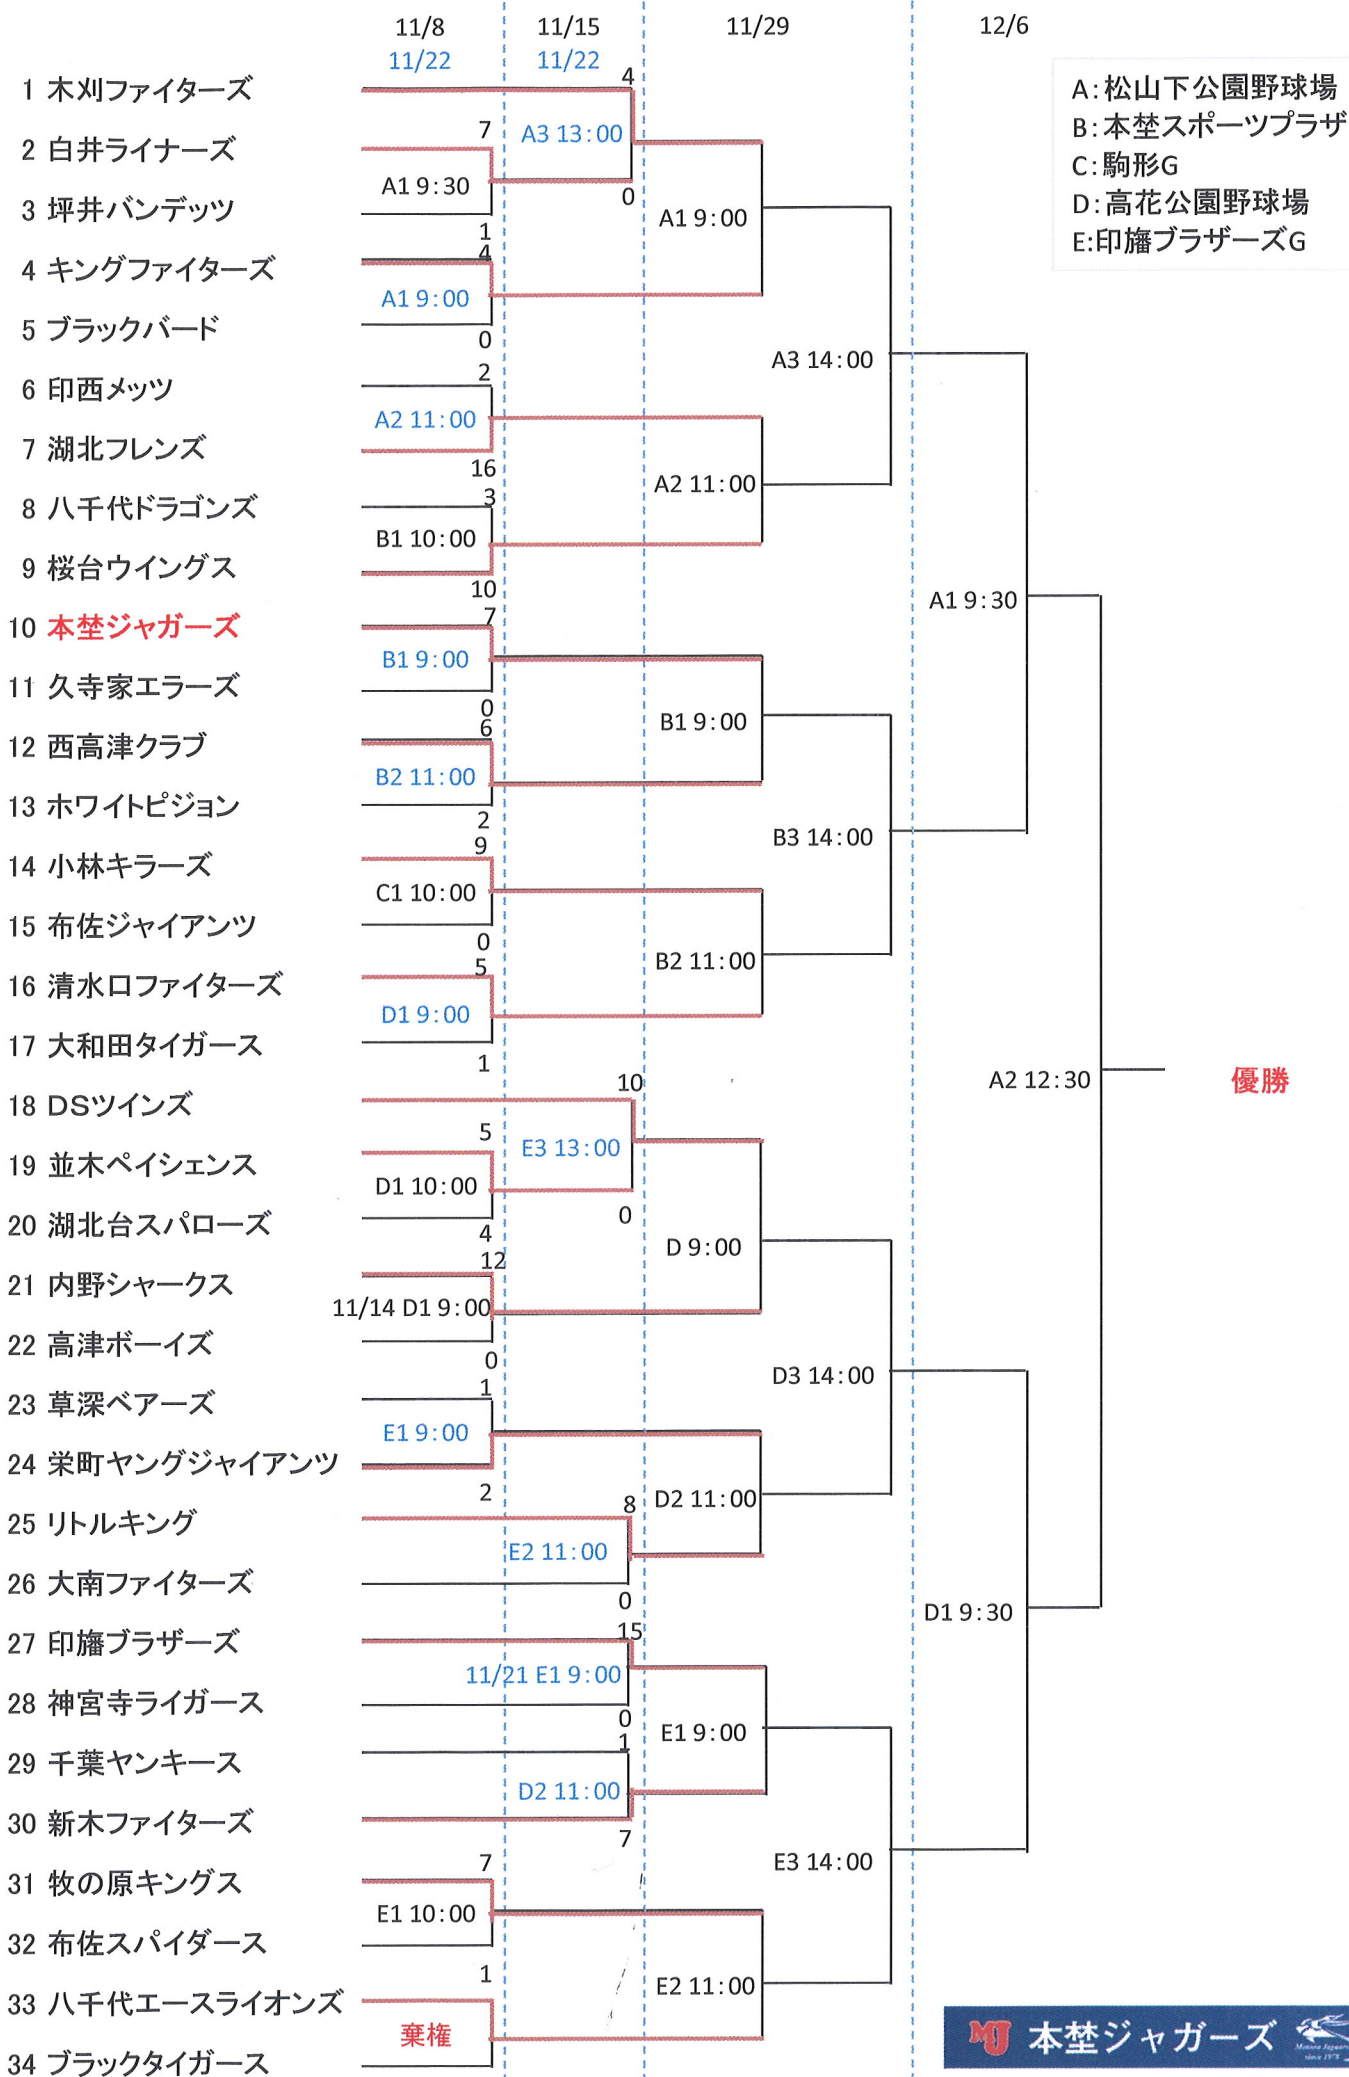 11/8 11/15 11/29 12/6
11/22 11/22
A:松山下公園野球場
B:本埜スポーツプラザ
C:駒形G
D:高花公園野球場
E:印旛ブラザーズG
1 木刈ファイターズ
4
A3 13:00
0
2 白井ライナーズ
7
A1 9:30
3 坪井バンデッツ
1
A1 9:00
4 キングファイターズ
4
A1 9:00
5 ブラックバード
0
A3 14:00
6 印西メッツ
2
A2 11:00
7 湖北フレンズ
16
A2 11:00
8 八千代ドラゴンズ
3
B1 10:00
9 桜台ウイングス
10
A1 9:30
10 本埜ジャガーズ
7
B1 9:00
11 久寺家エラーズ
0
B1 9:00
12 西高津クラブ
6
B2 11:00
13 ホワイトピジョン
2
B3 14:00
14 小林キラーズ
9
C1 10:00
15 布佐ジャイアンツ
0
B2 11:00
16 清水口ファイターズ
5
D1 9:00
17 大和田タイガース
1
A2 12:30
優勝
18 DSツインズ
10
E3 13:00
0
19 並木ペイシェンス
5
D1 10:00
20 湖北台スパローズ
4
D 9:00
21 内野シャークス
12
11/14 D1 9:00
22 高津ボーイズ
0
D3 14:00
23 草深ベアーズ
1
E1 9:00
24 栄町ヤングジャイアンツ
2
D2 11:00
25 リトルキング
8
E2 11:00
26 大南ファイターズ
0
D1 9:30
27 印旛ブラザーズ
15
11/21 E1 9:00
28 神宮寺ライガース
0
E1 9:00
29 千葉ヤンキース
1
D2 11:00
30 新木ファイターズ
7
E3 14:00
31 牧の原キングス
7
E1 10:00
32 布佐スパイダース
1
E2 11:00
33 八千代エースライオンズ
棄権
34 ブラックタイガース
MJ 本埜ジャガーズ